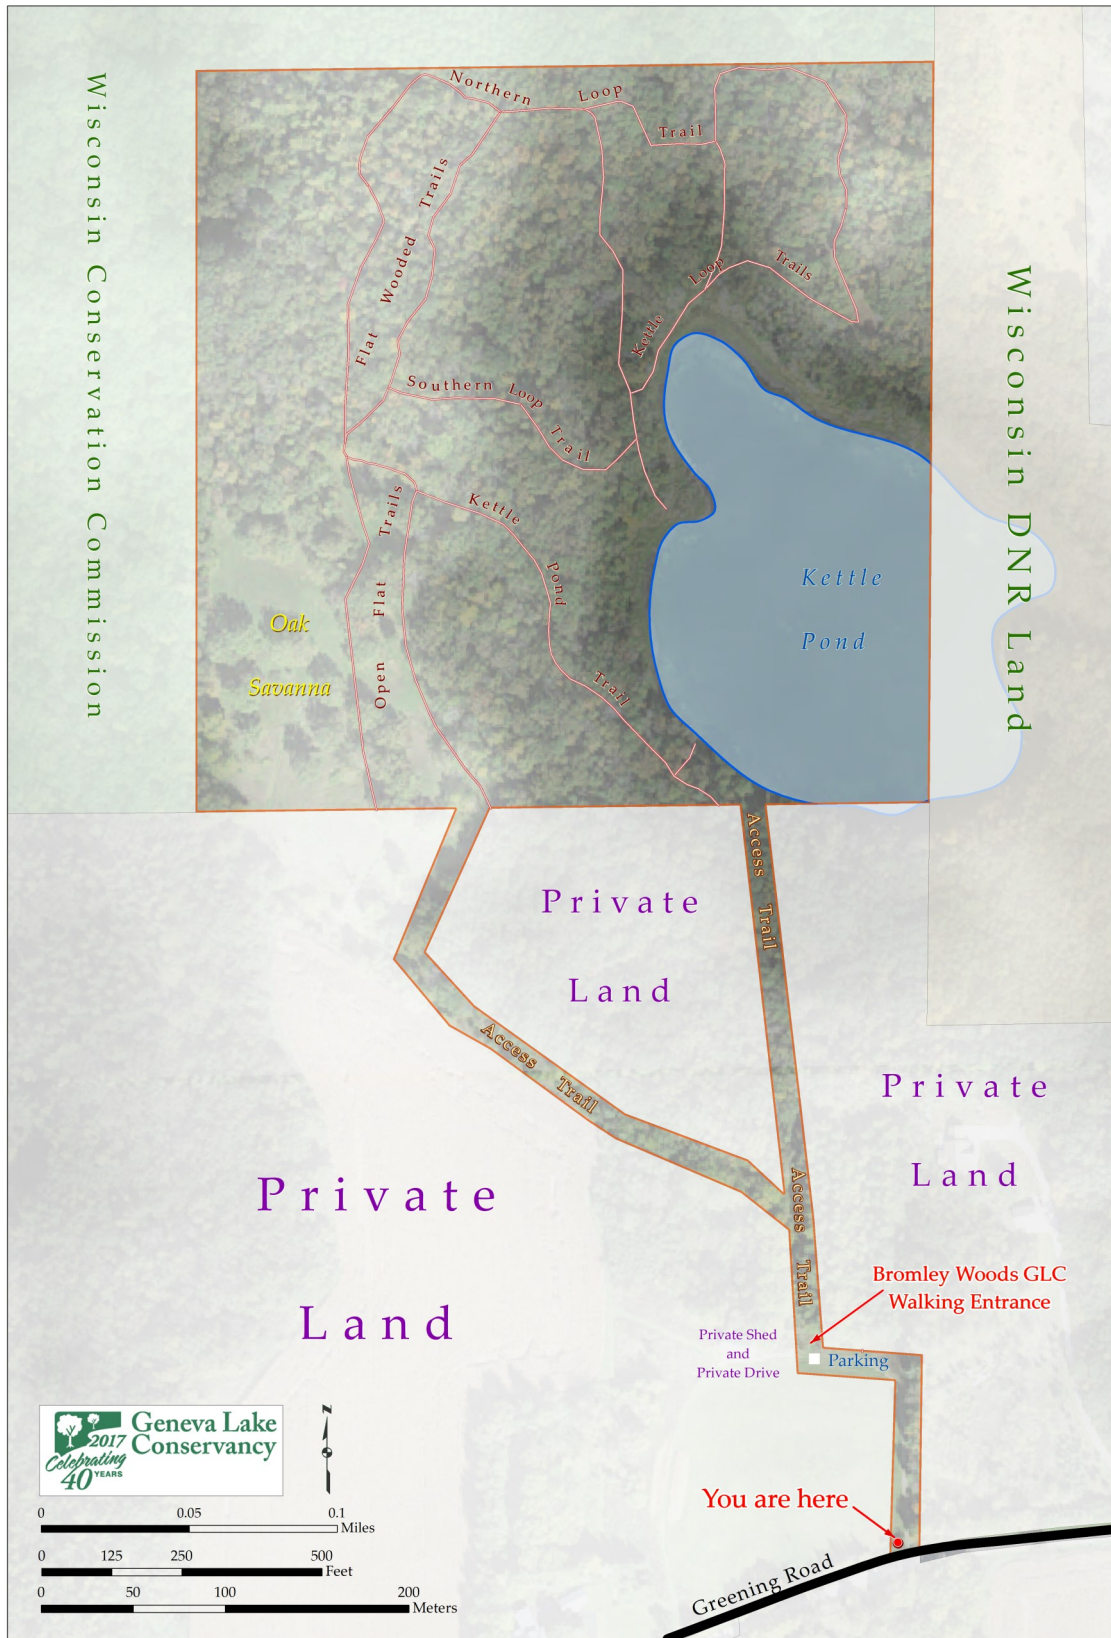 Northern Loop Trail
Flat Wooded Trails
Kettle Loop Trails
Southern Loop Trail
Open Flat Trails
Kettle Pond Trail
Wisconsin Conservation Commission
Wisconsin DNR Land
Oak
Savanna
Kettle
Pond
Access Trail
Private
Land
Access Trail
Private
Land
Private
Land
Access Trail
Bromley Woods GLC
Walking Entrance
Private Shed
and
Private Drive
Parking
You are here
Greening Road
2017
Celebrating
40 YEARS
Geneva Lake
Conservancy
N
0 0.05 0.1
Miles
0 125 250 500
Feet
0 50 100 200
Meters